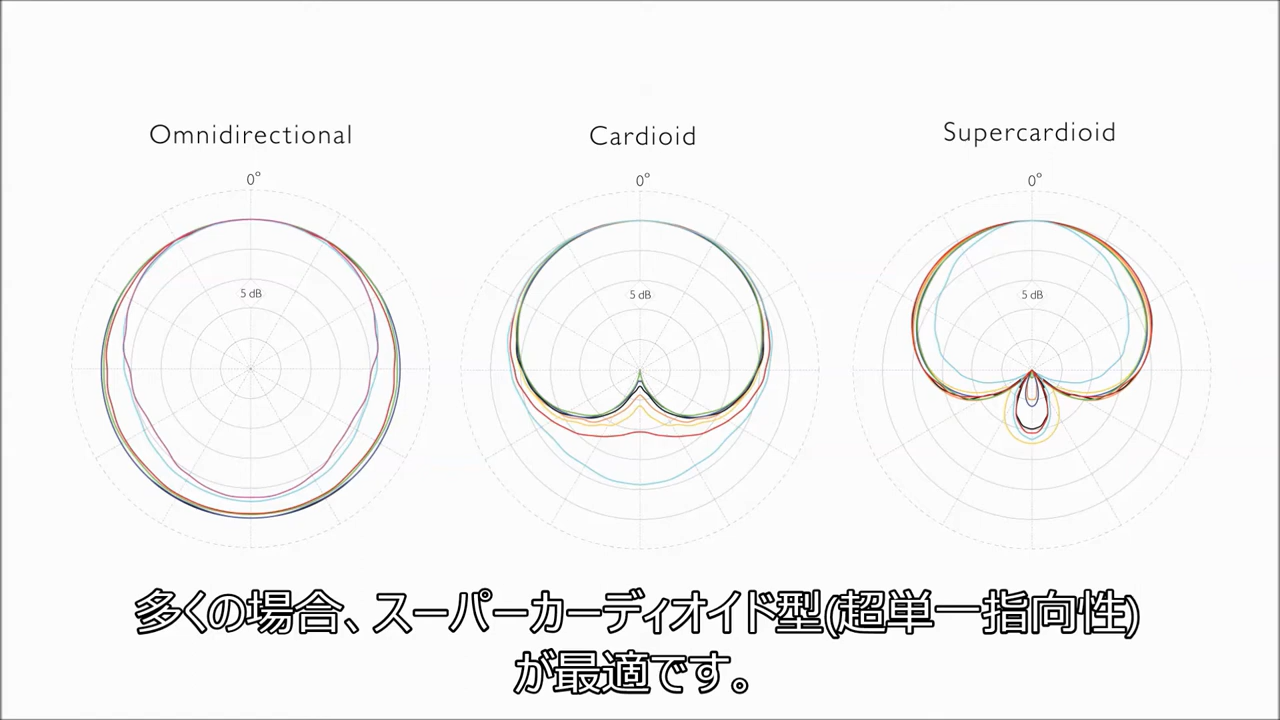 Omnidirectional
Cardioid
Supercardioid
0°
0°
0°
5 dB
5 dB
5 dB
多くの場合、スーパーカーディオイド型(超単一指向性)
が最適です。